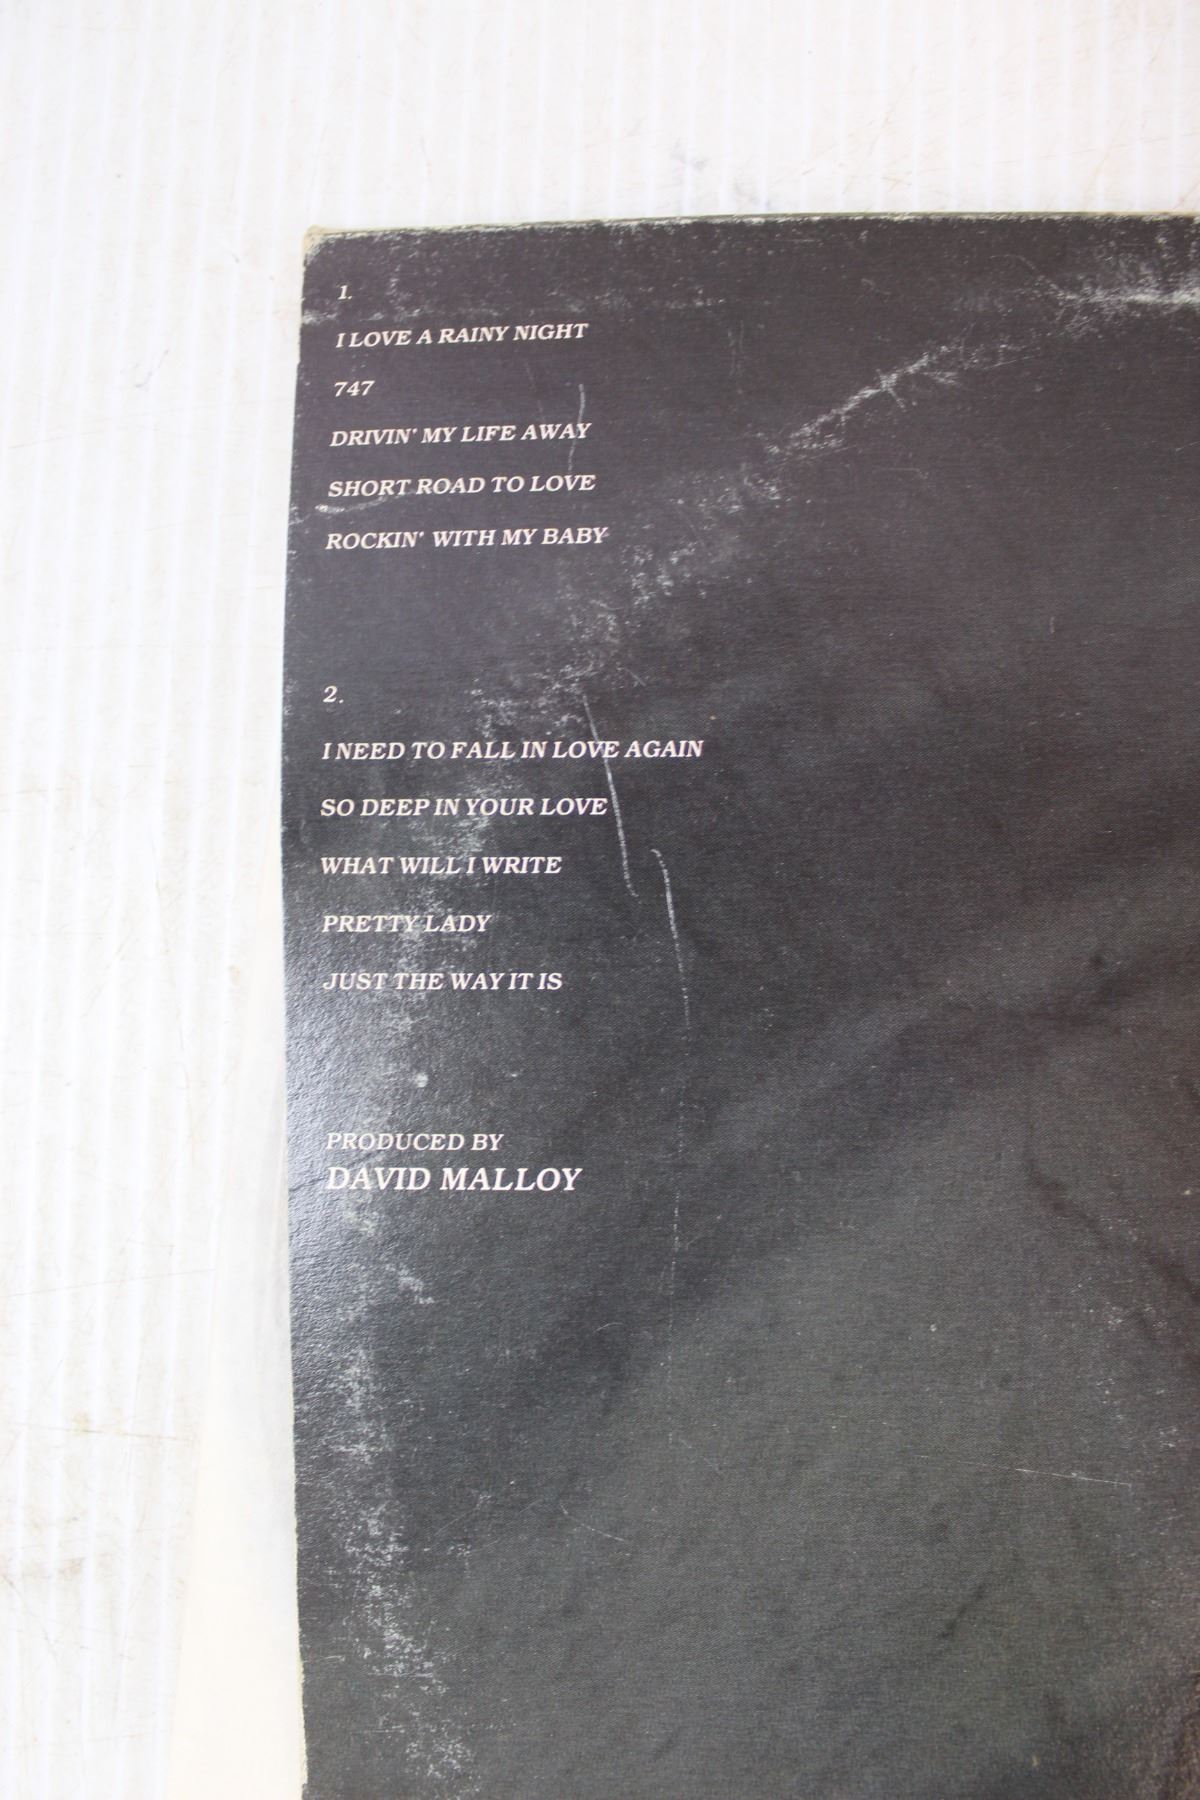 1.
I LOVE A RAINY NIGHT
747
DRIVIN' MY LIFE AWAY
SHORT ROAD TO LOVE
ROCKIN' WITH MY BABY
2.
I NEED TO FALL IN LOVE AGAIN
SO DEEP IN YOUR LOVE
WHAT WILL I WRITE
PRETTY LADY
JUST THE WAY IT IS
PRODUCED BY
DAVID MALLOY